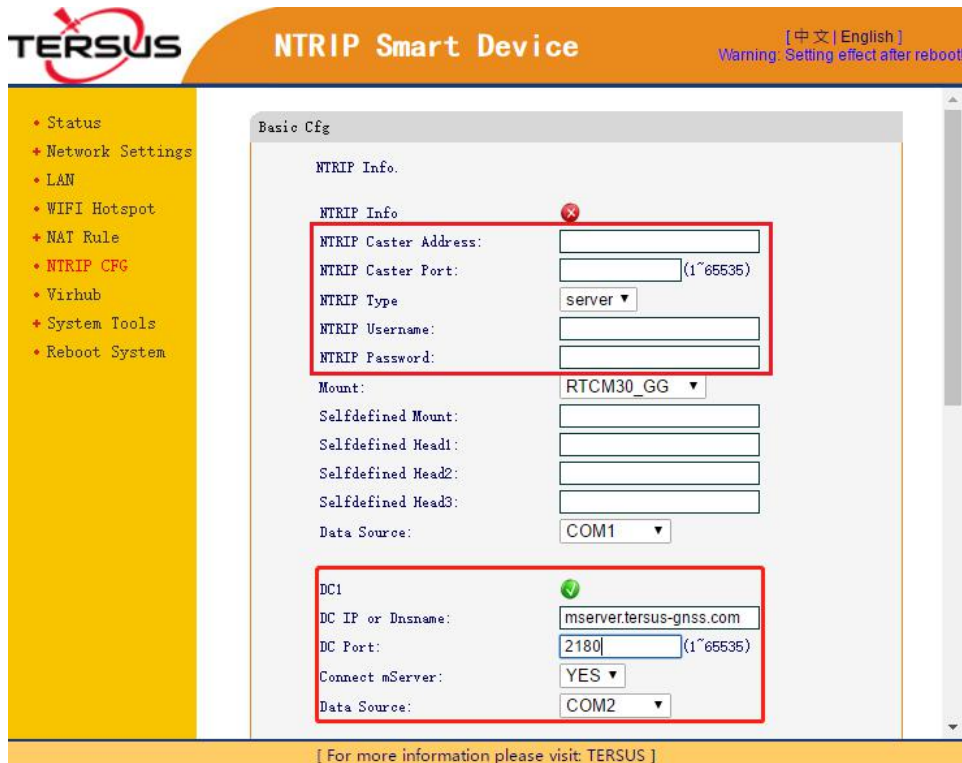 TERSUS
NTRIP Smart Device
[ 中 文 | English ]
Warning: Setting effect after reboot!
Status
Network Settings
LAN
WIFI Hotspot
NAT Rule
NTRIP CFG
Virhub
System Tools
Reboot System
Basic Cfg
NTRIP Info.
NTRIP Info
NTRIP Caster Address:
NTRIP Caster Port: (1~65535)
NTRIP Type server
NTRIP Username:
NTRIP Password:
Mount: RTCM30_GG
Selfdefined Mount:
Selfdefined Head1:
Selfdefined Head2:
Selfdefined Head3:
Data Source: COM1
DC1
DC IP or Dnsname: mserver.tersus-gnss.com
DC Port: 2180 (1~65535)
Connect mServer: YES
Data Source: COM2
[ For more information please visit: TERSUS ]